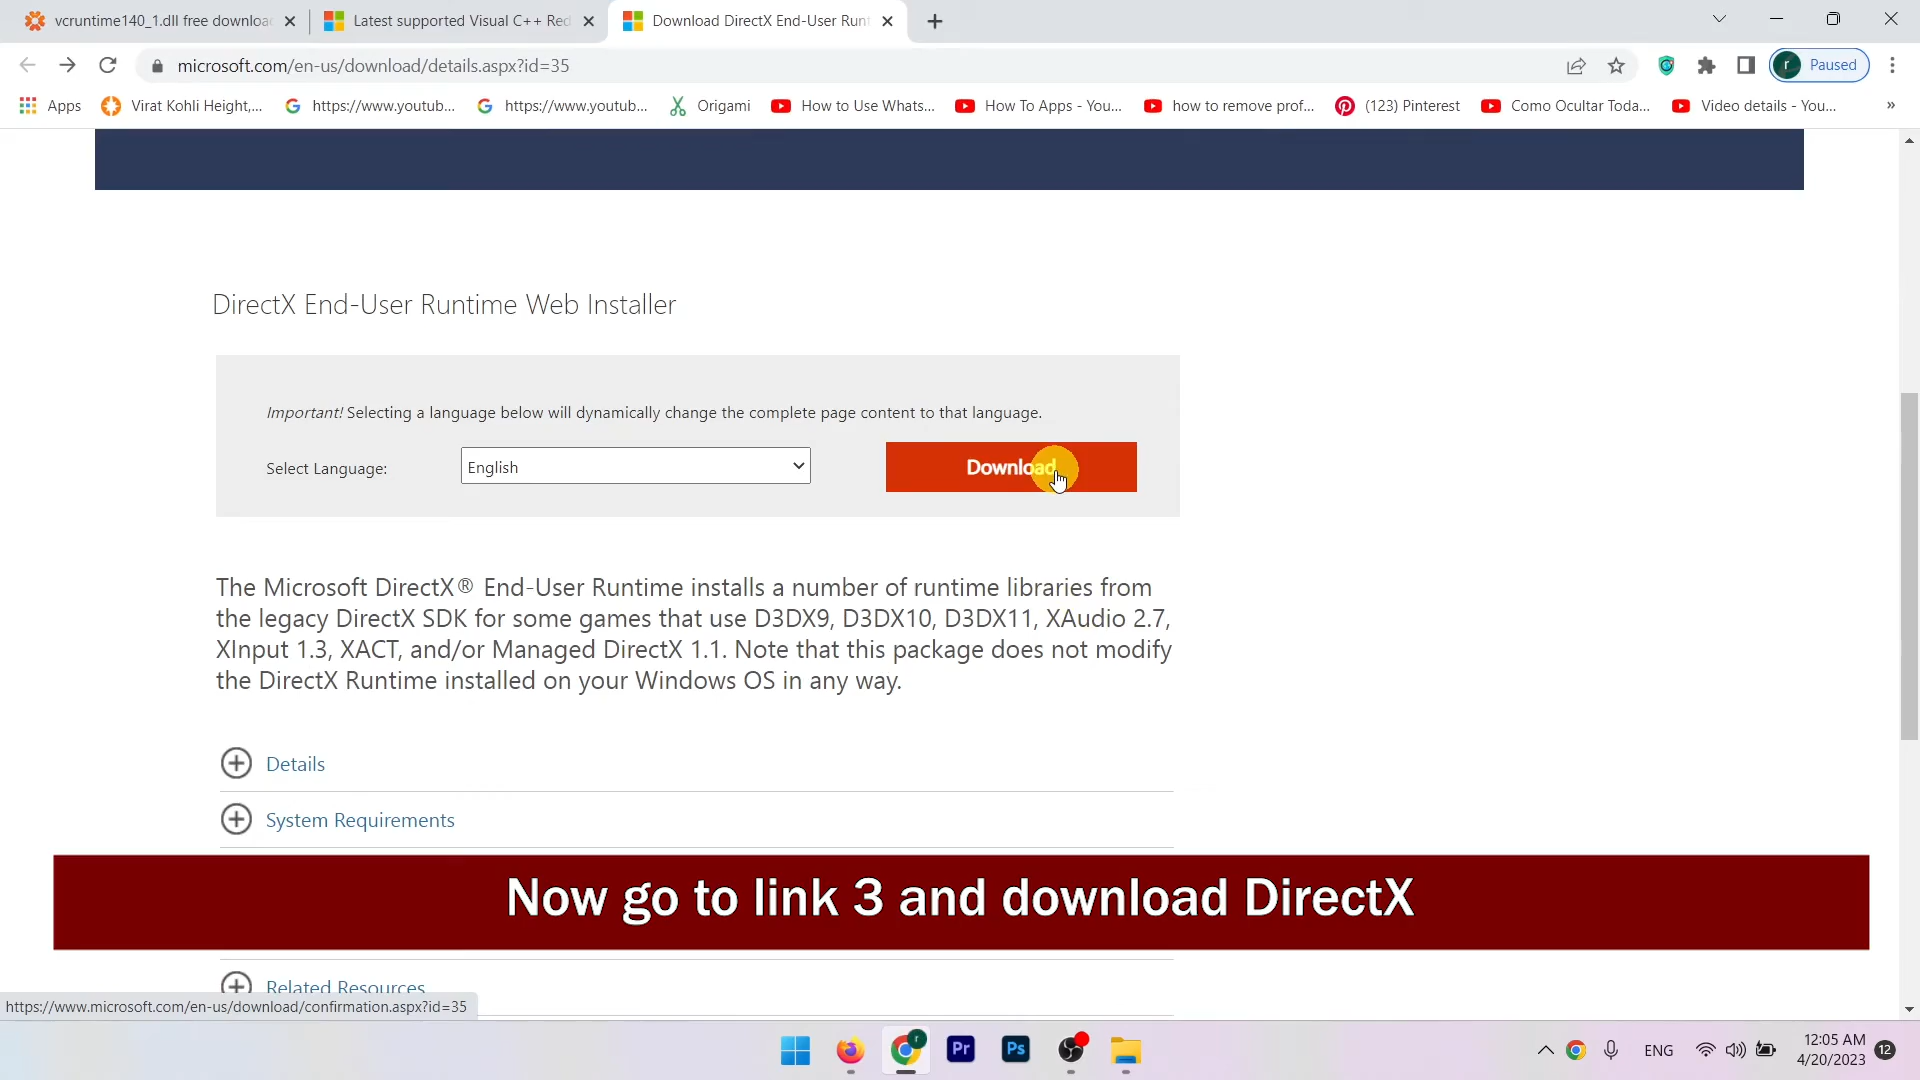 vcruntime140_1.dll free downloa
Latest supported Visual C++ Red
Download DirectX End-User Runt
microsoft.com/en-us/download/details.aspx?id=35
r Paused
Apps
Virat Kohli Height,...
https://www.youtub...
https://www.youtub...
Origami
How to Use Whats...
How To Apps - You...
how to remove prof...
(123) Pinterest
Como Ocultar Toda...
Video details - You...
»
DirectX End-User Runtime Web Installer
Important! Selecting a language below will dynamically change the complete page content to that language.
Select Language:
English
Download
The Microsoft DirectX® End-User Runtime installs a number of runtime libraries from
the legacy DirectX SDK for some games that use D3DX9, D3DX10, D3DX11, XAudio 2.7,
XInput 1.3, XACT, and/or Managed DirectX 1.1. Note that this package does not modify
the DirectX Runtime installed on your Windows OS in any way.
Details
System Requirements
Now go to link 3 and download DirectX
Related Resources
https://www.microsoft.com/en-us/download/confirmation.aspx?id=35
r
Pr
Ps
ENG
12:05 AM
4/20/2023
12